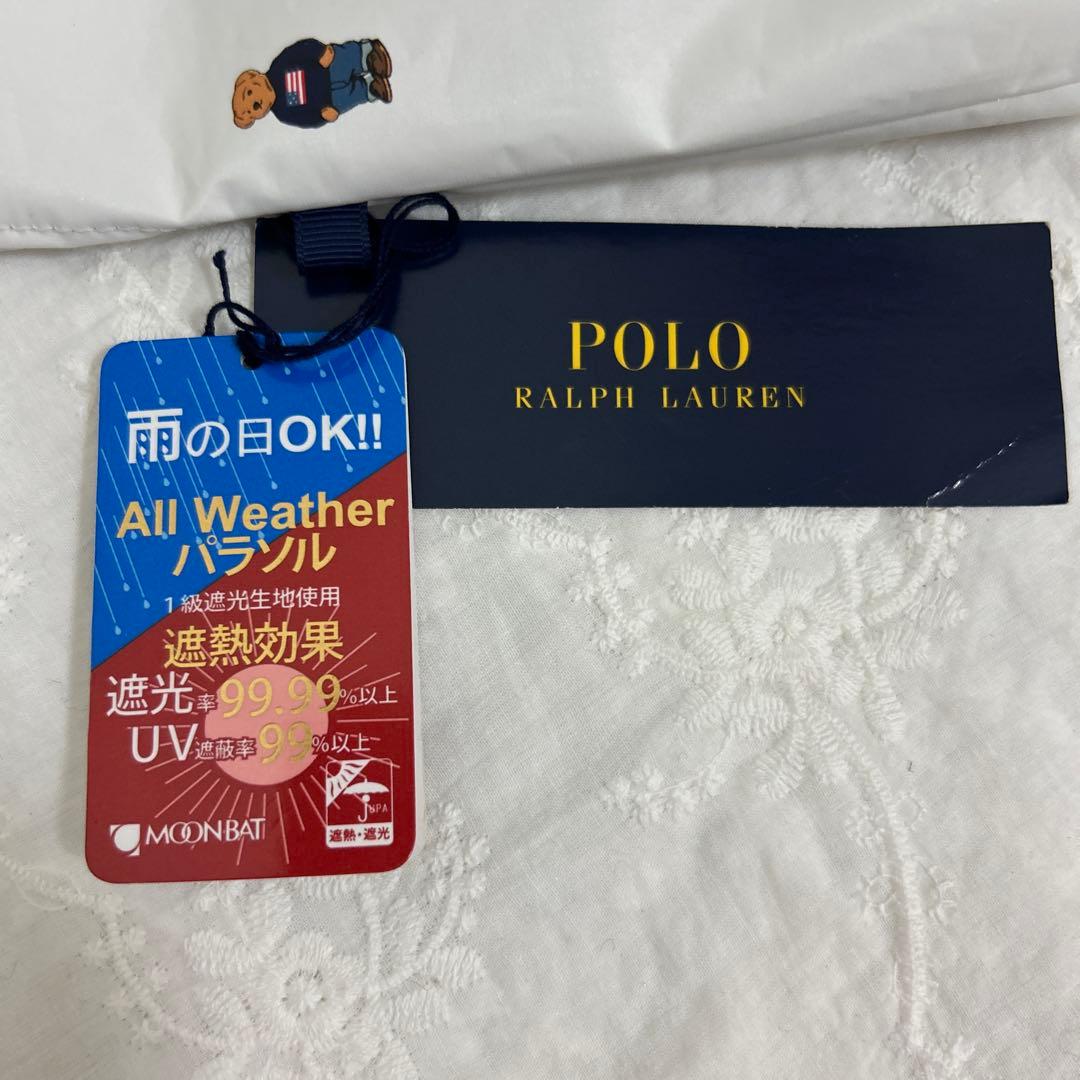 POLO
RALPH LAUREN
雨の日OK!!
All Weather
パラソル
1級遮光生地使用
遮熱効果
遮光率99.99%以上
UV遮蔽率99%以上
JUPA
遮熱・遮光
MOONBAT